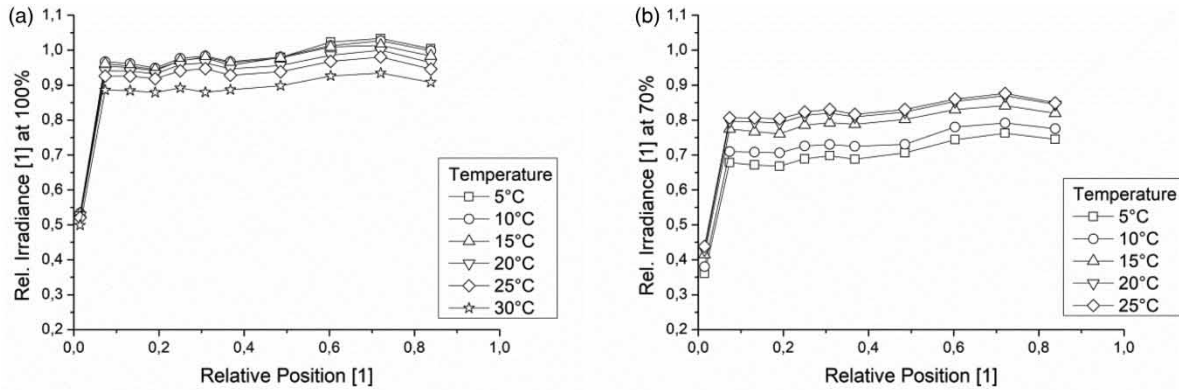 (a)
1,1
1,0
0,9
0,8
0,7
0,6
0,5
0,4
0,3
0,2
Rel. Irradiance [1] at 100%
0,0 0,2 0,4 0,6 0,8 1,0
Relative Position [1]
Temperature
5°C
10°C
15°C
20°C
25°C
30°C
(b)
1,1
1,0
0,9
0,8
0,7
0,6
0,5
0,4
0,3
0,2
Rel. Irradiance [1] at 70%
0,0 0,2 0,4 0,6 0,8 1,0
Relative Position [1]
Temperature
5°C
10°C
15°C
20°C
25°C